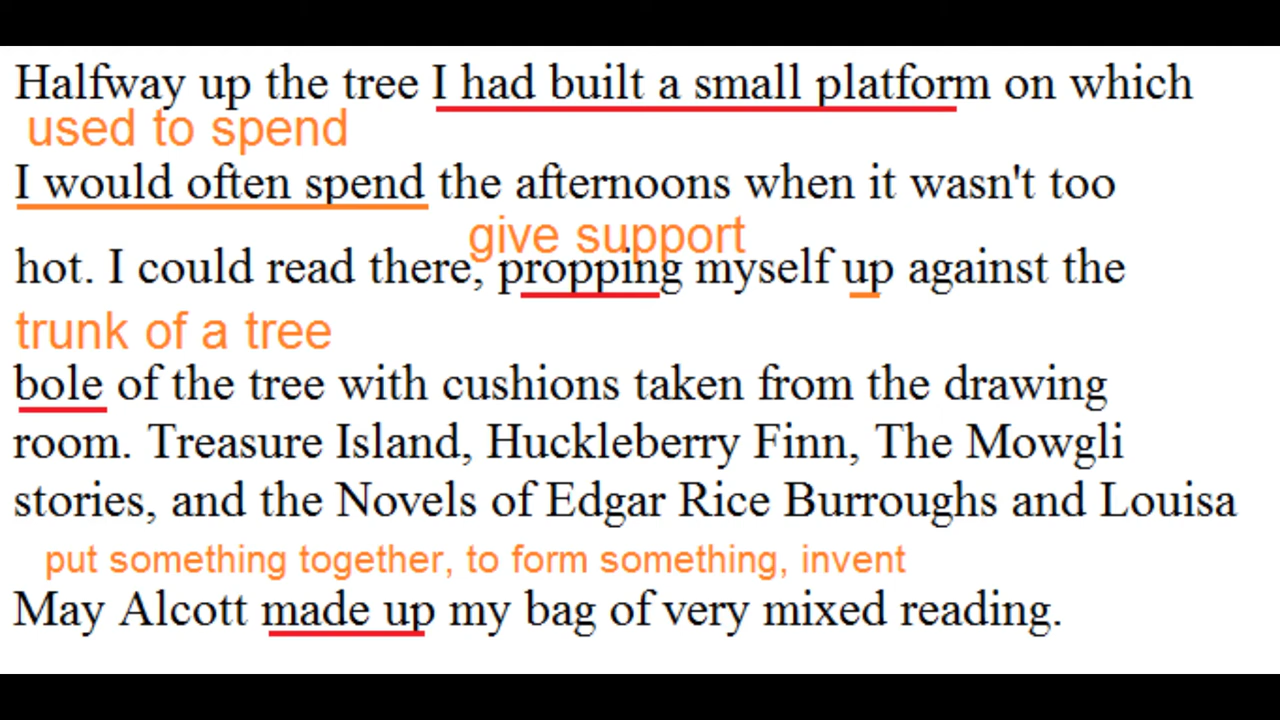 Halfway up the tree I had built a small platform on which
used to spend
I would often spend the afternoons when it wasn't too
give support
hot. I could read there, propping myself up against the
trunk of a tree
bole of the tree with cushions taken from the drawing
room. Treasure Island, Huckleberry Finn, The Mowgli
stories, and the Novels of Edgar Rice Burroughs and Louisa
put something together, to form something, invent
May Alcott made up my bag of very mixed reading.